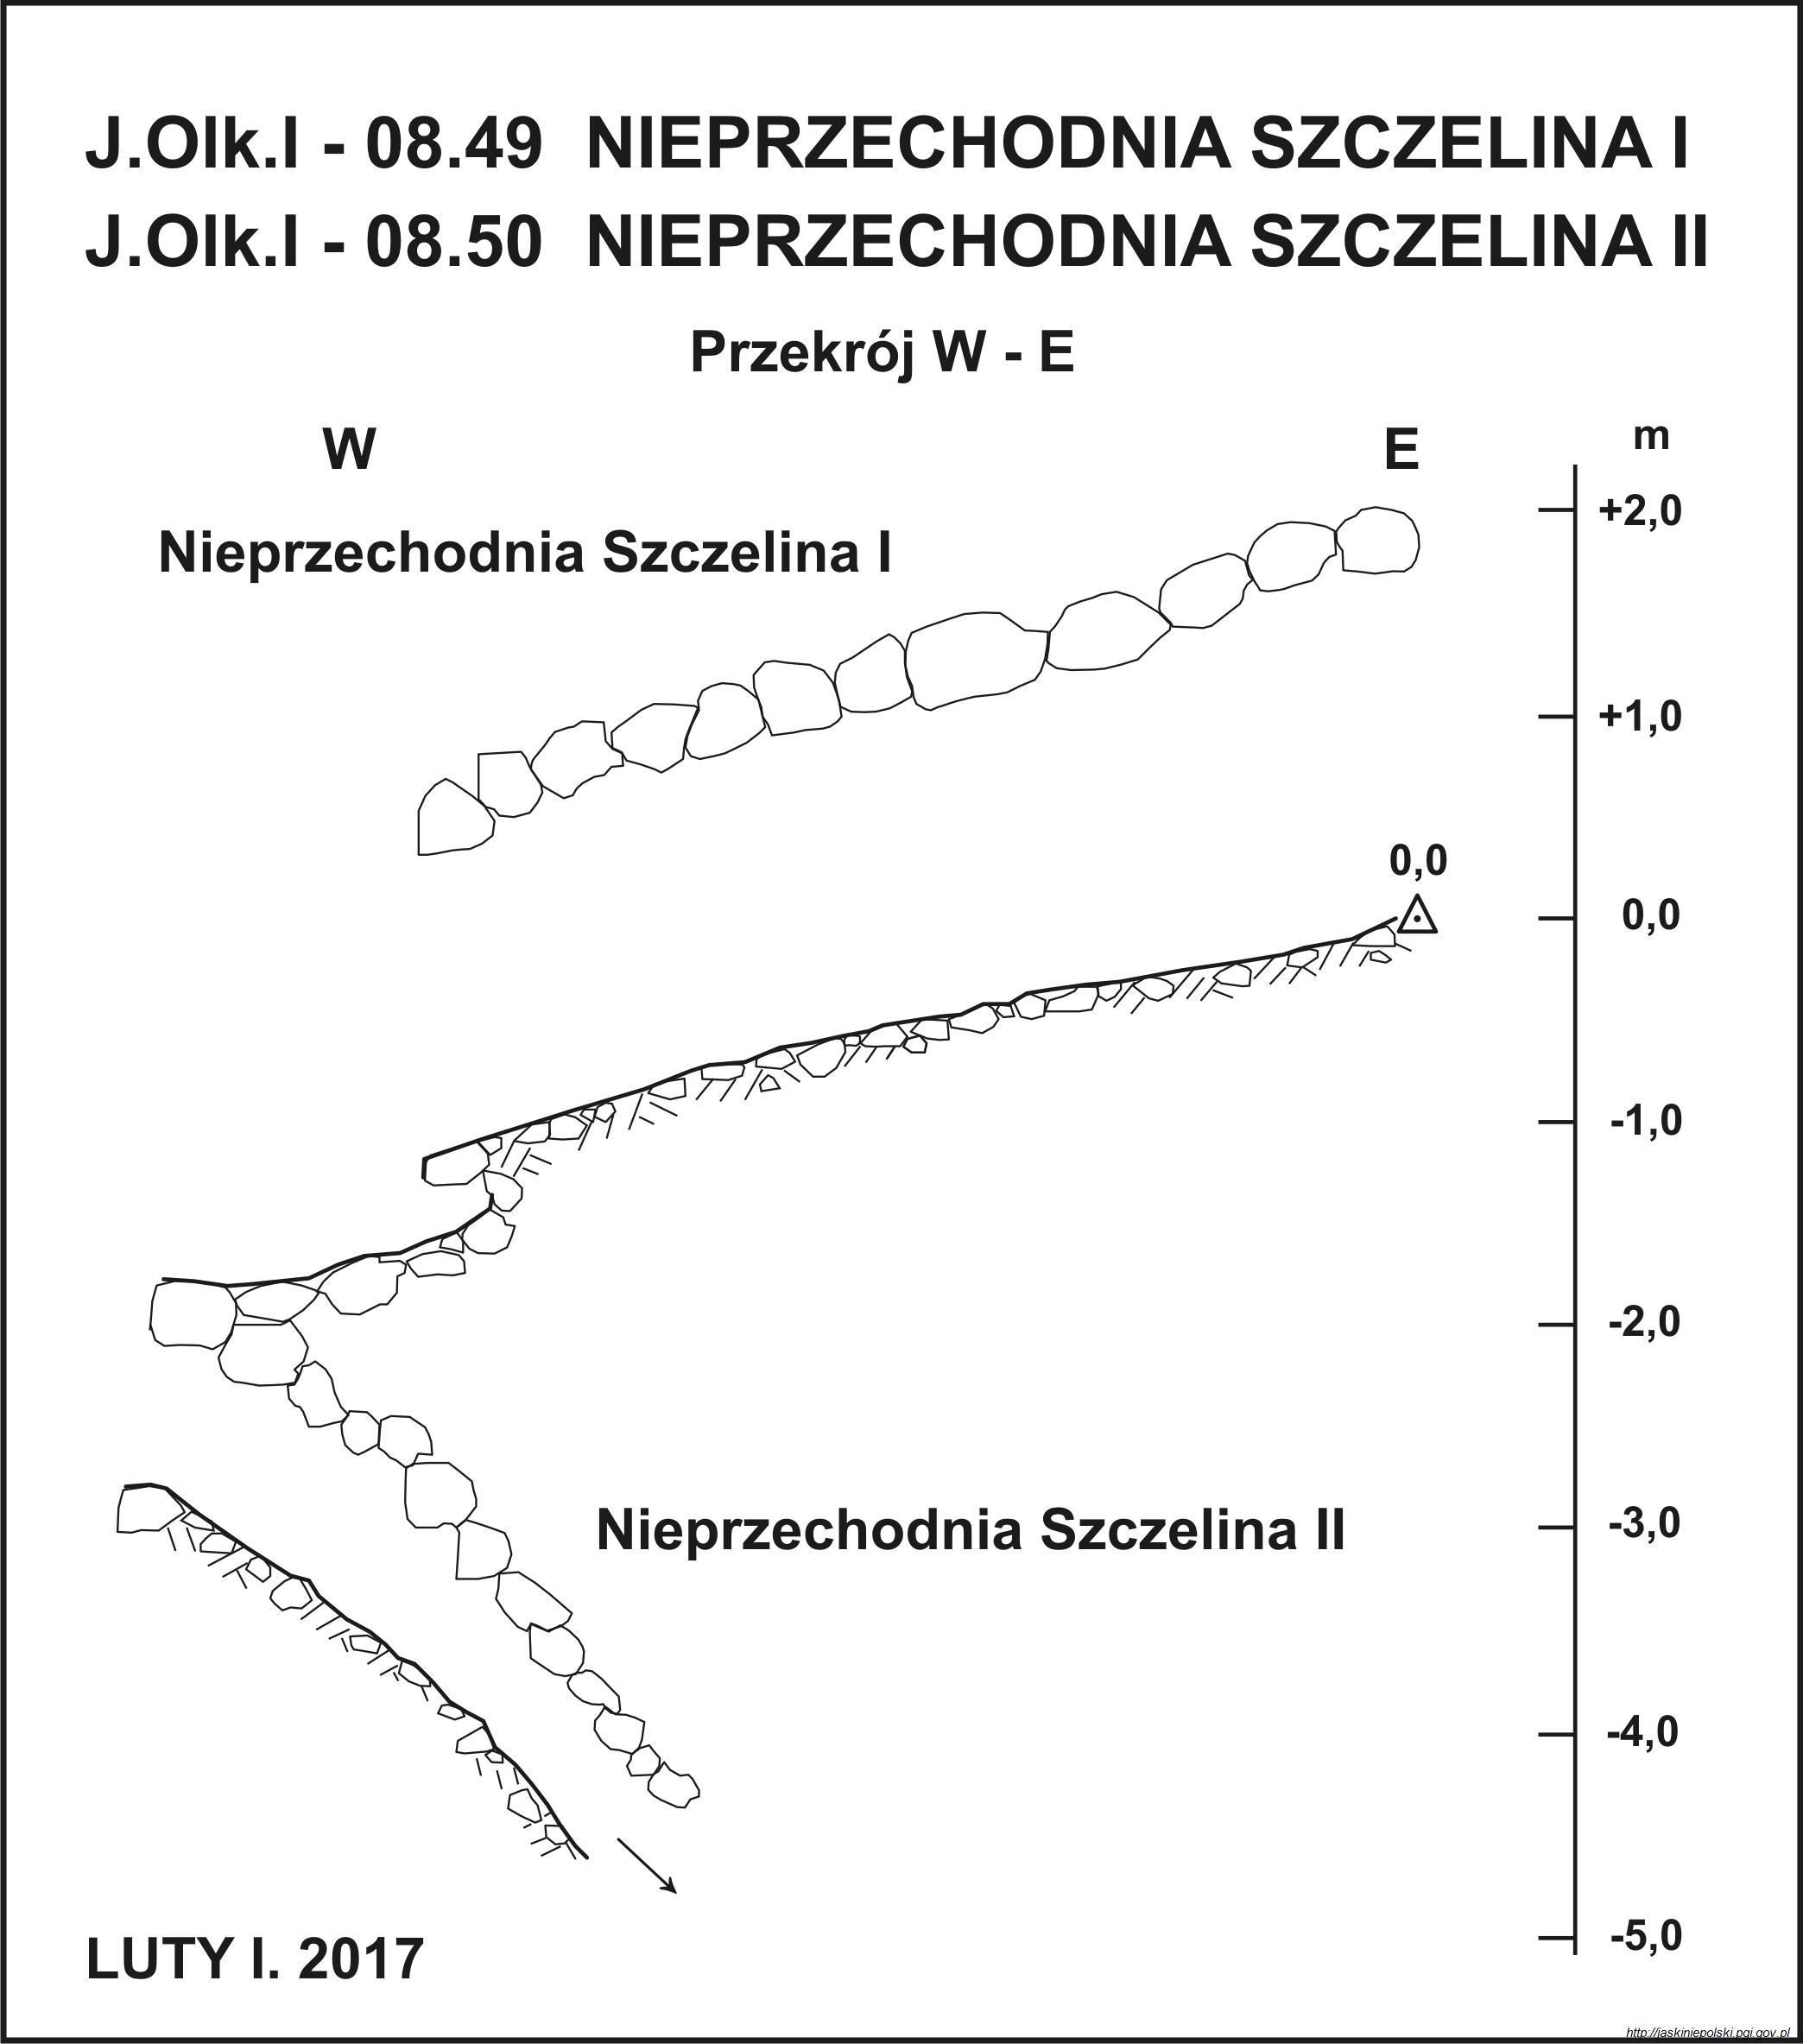 J.Olk.I - 08.49 NIEPRZECHODNIA SZCZELINA I
J.Olk.I - 08.50 NIEPRZECHODNIA SZCZELINA II
Przekrój W - E
W
E
m
+2,0
Nieprzechodnia Szczelina I
+1,0
0,0
0,0
-1,0
-2,0
-3,0
Nieprzechodnia Szczelina II
-4,0
-5,0
LUTY I. 2017
http://jaskiniepolski.pgi.gov.pl